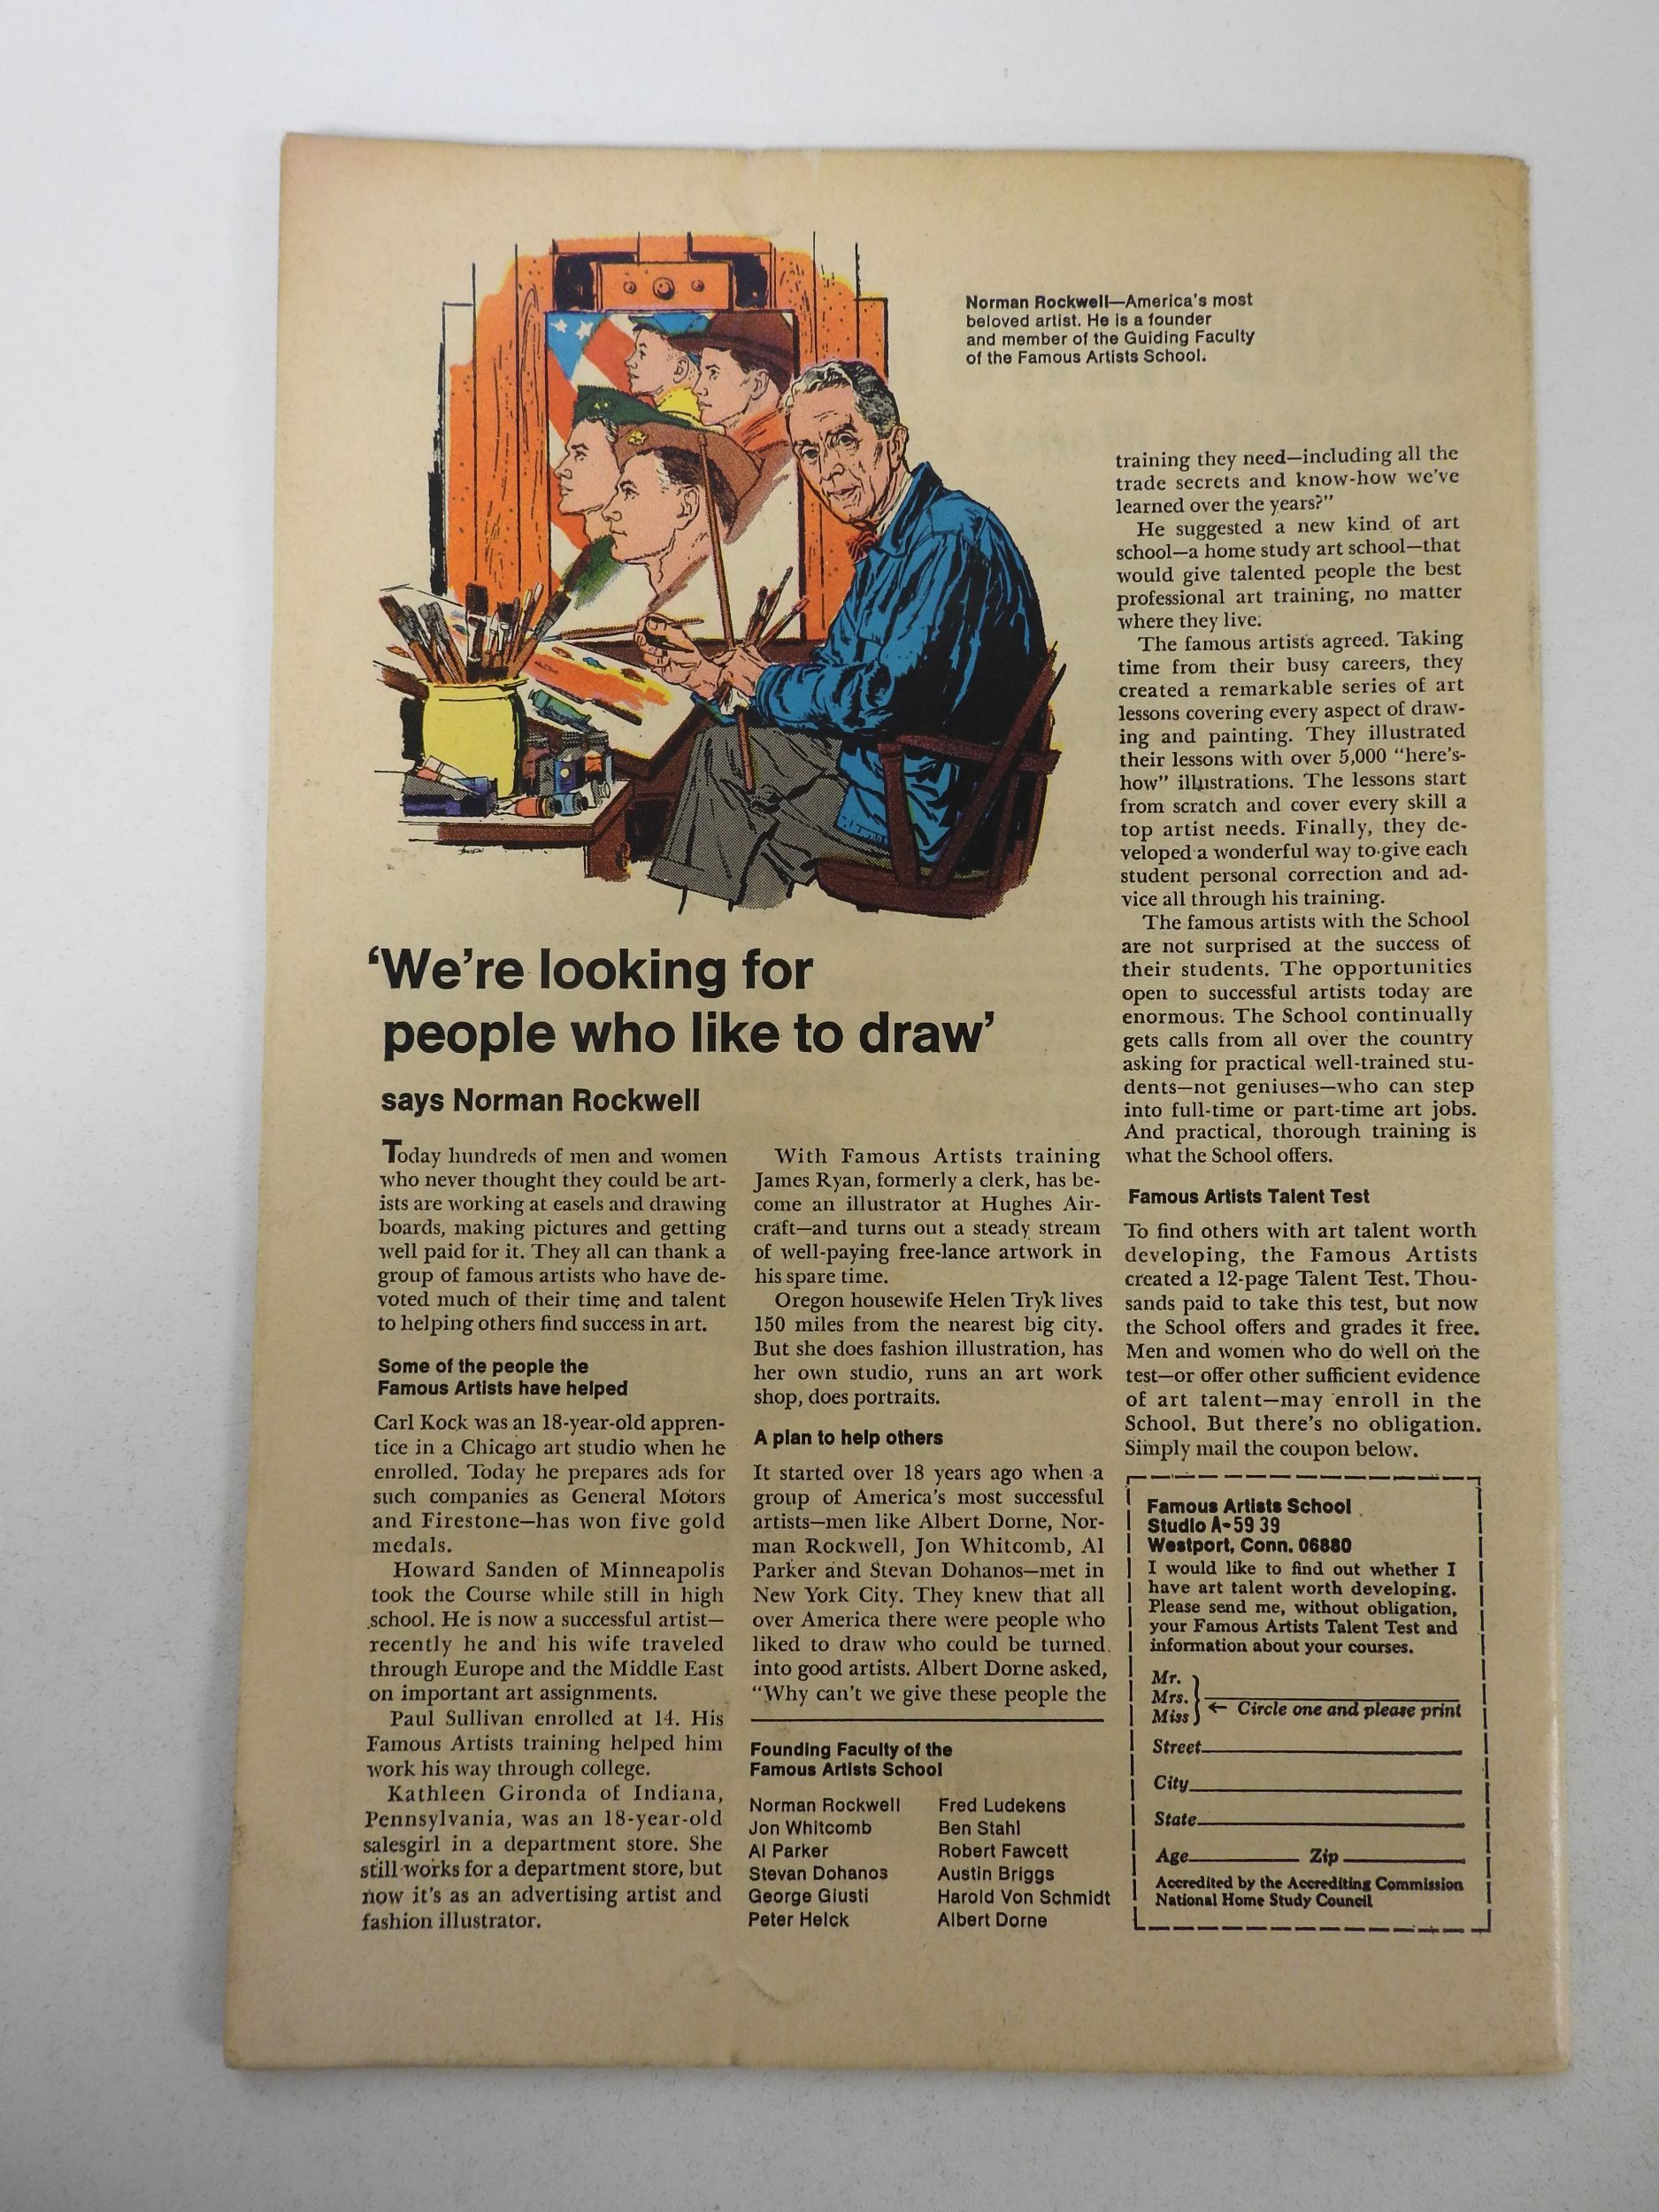 Norman Rockwell—America's most
beloved artist. He is a founder
and member of the Guiding Faculty
of the Famous Artists School.
'We're looking for
people who like to draw'
says Norman Rockwell
Today hundreds of men and women
who never thought they could be art-
ists are working at easels and drawing
boards, making pictures and getting
well paid for it. They all can thank a
group of famous artists who have de-
voted much of their time and talent
to helping others find success in art.
Some of the people the
Famous Artists have helped
Carl Kock was an 18-year-old appren-
tice in a Chicago art studio when he
enrolled. Today he prepares ads for
such companies as General Motors
and Firestone—has won five gold
medals.
Howard Sanden of Minneapolis
took the Course while still in high
school. He is now a successful artist—
recently he and his wife traveled
through Europe and the Middle East
on important art assignments.
Paul Sullivan enrolled at 14. His
Famous Artists training helped him
work his way through college.
Kathleen Gironda of Indiana,
Pennsylvania, was an 18-year-old
salesgirl in a department store. She
still works for a department store, but
now it's as an advertising artist and
fashion illustrator.
With Famous Artists training
James Ryan, formerly a clerk, has be-
come an illustrator at Hughes Air-
craft—and turns out a steady stream
of well-paying free-lance artwork in
his spare time.
Oregon housewife Helen Tryk lives
150 miles from the nearest big city.
But she does fashion illustration, has
her own studio, runs an art work
shop, does portraits.
A plan to help others
It started over 18 years ago when a
group of America's most successful
artists—men like Albert Dorne, Nor-
man Rockwell, Jon Whitcomb, Al
Parker and Stevan Dohanos—met in
New York City. They knew that all
over America there were people who
liked to draw who could be turned
into good artists. Albert Dorne asked,
"Why can't we give these people the
Founding Faculty of the
Famous Artists School
Norman Rockwell
Jon Whitcomb
Al Parker
Stevan Dohanos
George Giusti
Peter Helck
Fred Ludekens
Ben Stahl
Robert Fawcett
Austin Briggs
Harold Von Schmidt
Albert Dorne
training they need—including all the
trade secrets and know-how we've
learned over the years?"
He suggested a new kind of art
school—a home study art school—that
would give talented people the best
professional art training, no matter
where they live.
The famous artists agreed. Taking
time from their busy careers, they
created a remarkable series of art
lessons covering every aspect of draw-
ing and painting. They illustrated
their lessons with over 5,000 "here's-
how" illustrations. The lessons start
from scratch and cover every skill a
top artist needs. Finally, they de-
veloped a wonderful way to give each
student personal correction and ad-
vice all through his training.
The famous artists with the School
are not surprised at the success of
their students. The opportunities
open to successful artists today are
enormous. The School continually
gets calls from all over the country
asking for practical well-trained stu-
dents—not geniuses—who can step
into full-time or part-time art jobs.
And practical, thorough training is
what the School offers.
Famous Artists Talent Test
To find others with art talent worth
developing, the Famous Artists
created a 12-page Talent Test. Thou-
sands paid to take this test, but now
the School offers and grades it free.
Men and women who do well on the
test—or offer other sufficient evidence
of art talent—may enroll in the
School. But there's no obligation.
Simply mail the coupon below.
Famous Artists School
Studio A-59 39
Westport, Conn. 06880
I would like to find out whether I
have art talent worth developing.
Please send me, without obligation,
your Famous Artists Talent Test and
information about your courses.
Mr.
Mrs.
Miss
← Circle one and please print
Street
City
State
Age Zip
Accredited by the Accrediting Commission
National Home Study Council